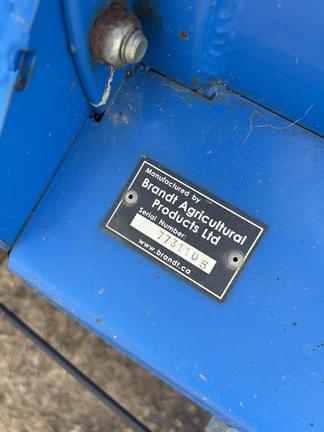 Manufactured by
Brandt Agricultural
Products Ltd
Serial Number:
7731105
www.brandt.ca